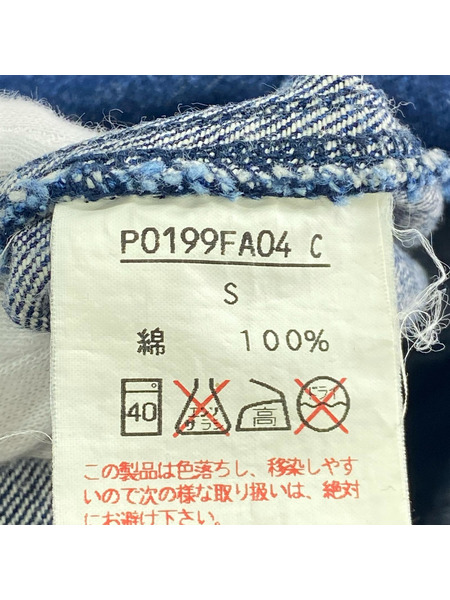 P0199FA04 C
S
綿 100%
40 エンソ サラシ 高 ドライ
この製品は色落ちし、移染しやす
いので次の様な取り扱いは、絶対
にお避け下さい。